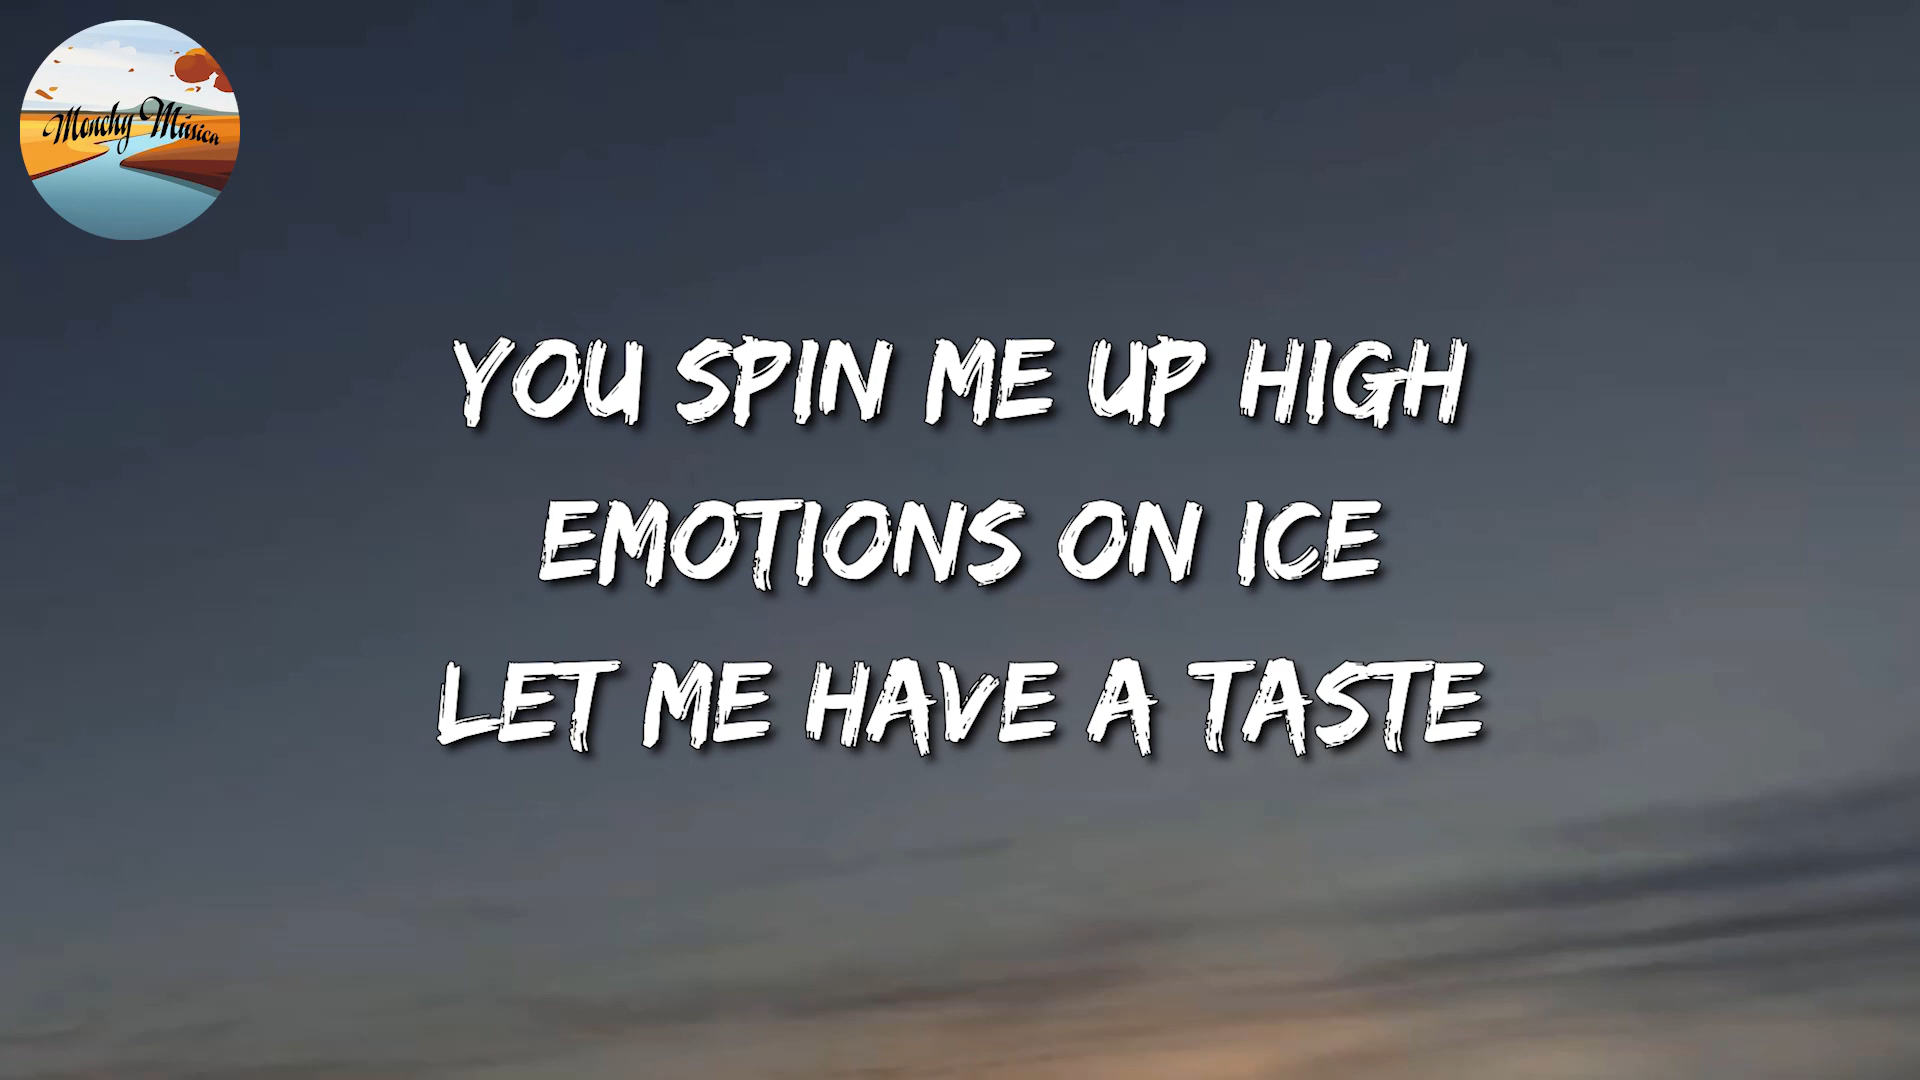 Monchy Música
YOU SPIN ME UP HIGH
EMOTIONS ON ICE
LET ME HAVE A TASTE